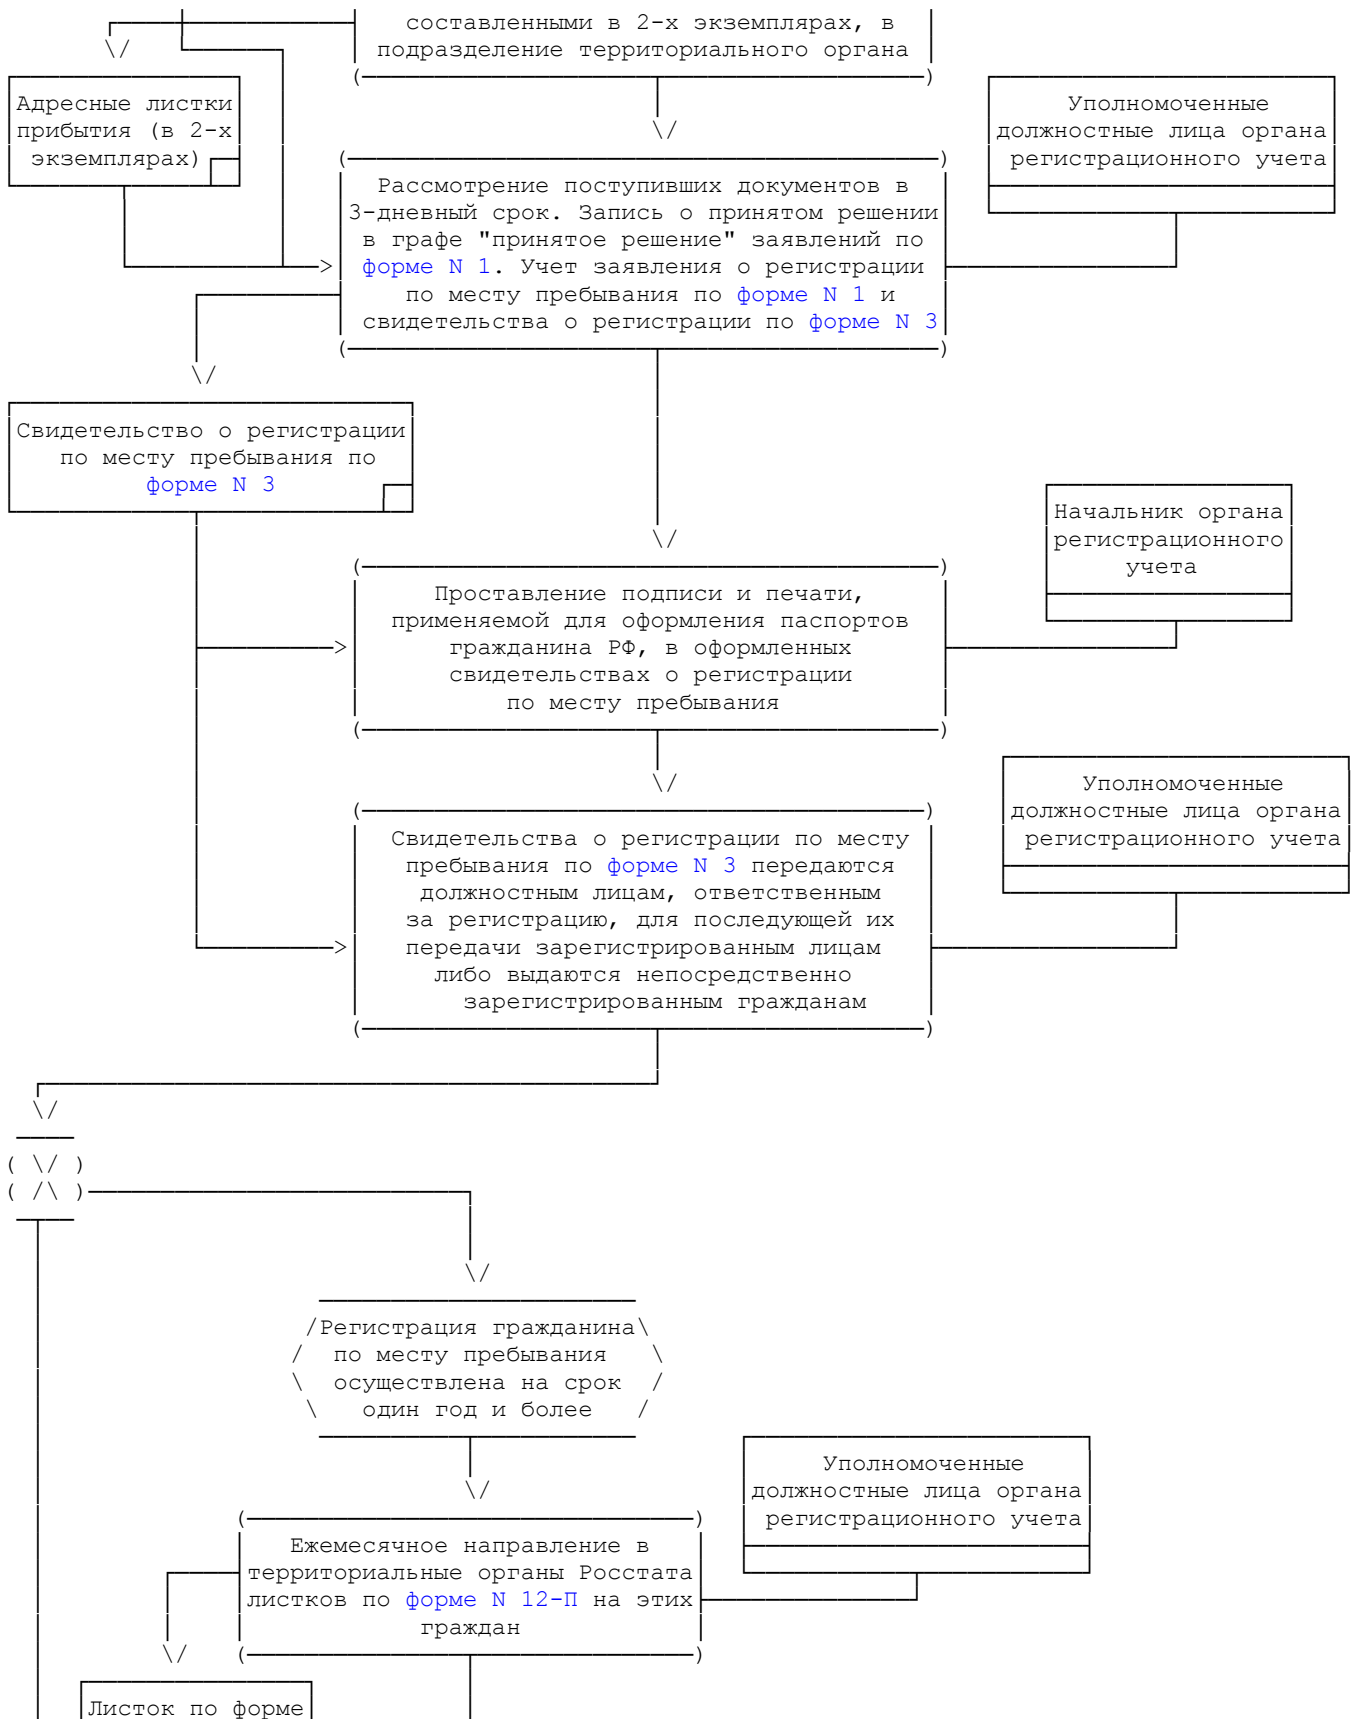 составленными в 2-х экземплярах, в
подразделение территориального органа
Адресные листки
прибытия (в 2-х
экземплярах)
Уполномоченные
должностные лица органа
регистрационного учета
Рассмотрение поступивших документов в
3-дневный срок. Запись о принятом решении
в графе "принятое решение" заявлений по
форме N 1. Учет заявления о регистрации
по месту пребывания по форме N 1 и
свидетельства о регистрации по форме N 3
Свидетельство о регистрации
по месту пребывания по
форме N 3
Начальник органа
регистрационного
учета
Проставление подписи и печати,
применяемой для оформления паспортов
гражданина РФ, в оформленных
свидетельствах о регистрации
по месту пребывания
Уполномоченные
должностные лица органа
регистрационного учета
Свидетельства о регистрации по месту
пребывания по форме N 3 передаются
должностным лицам, ответственным
за регистрацию, для последующей их
передачи зарегистрированным лицам
либо выдаются непосредственно
зарегистрированным гражданам
Регистрация гражданина
по месту пребывания
осуществлена на срок
один год и более
Уполномоченные
должностные лица органа
регистрационного учета
Ежемесячное направление в
территориальные органы Росстата
листков по форме N 12-П на этих
граждан
Листок по форме